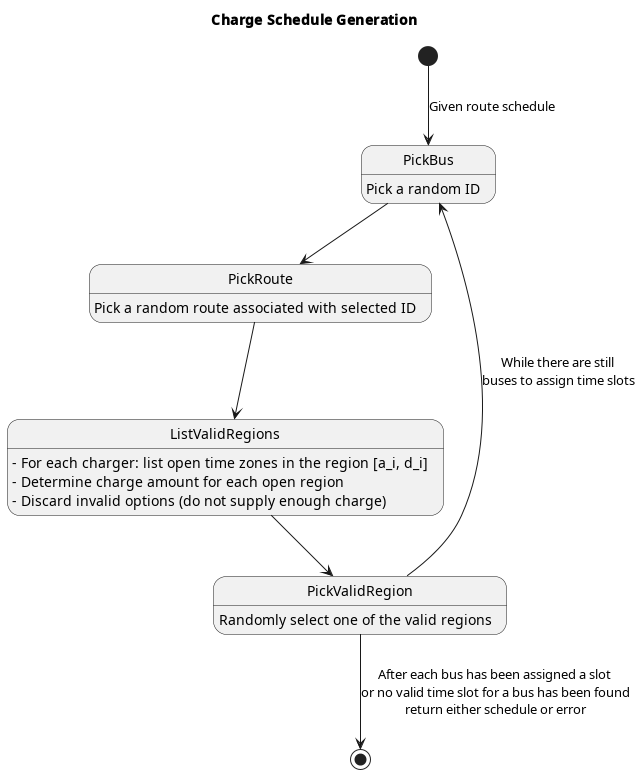 Charge Schedule Generation
Given route schedule
PickBus
Pick a random ID
PickRoute
Pick a random route associated with selected ID
While there are still
buses to assign time slots
ListValidRegions
- For each charger: list open time zones in the region [a_i, d_i]
- Determine charge amount for each open region
- Discard invalid options (do not supply enough charge)
PickValidRegion
Randomly select one of the valid regions
After each bus has been assigned a slot
or no valid time slot for a bus has been found
return either schedule or error